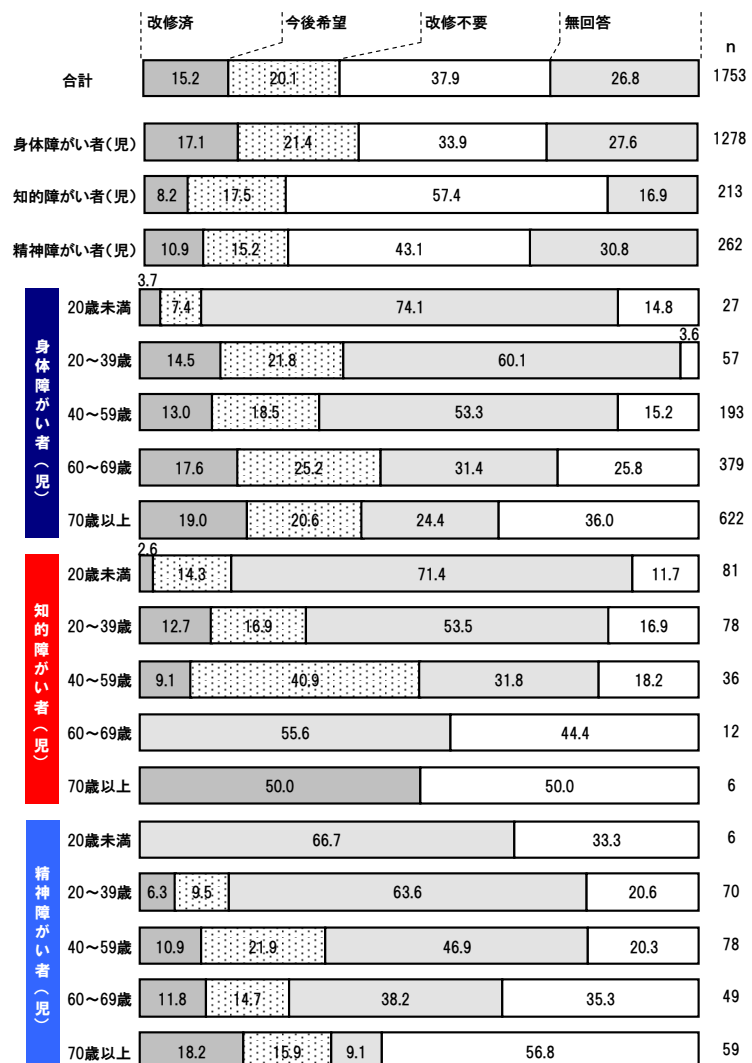 改修済 今後希望 改修不要 無回答
n
合計 15.2 20.1 37.9 26.8 1753
身体障がい者(児) 17.1 21.4 33.9 27.6 1278
知的障がい者(児) 8.2 17.5 57.4 16.9 213
精神障がい者(児) 10.9 15.2 43.1 30.8 262
身体障がい者(児)
20歳未満 3.7 7.4 74.1 14.8 27
20～39歳 14.5 21.8 60.1 3.6 57
40～59歳 13.0 18.5 53.3 15.2 193
60～69歳 17.6 25.2 31.4 25.8 379
70歳以上 19.0 20.6 24.4 36.0 622
知的障がい者(児)
20歳未満 2.6 14.3 71.4 11.7 81
20～39歳 12.7 16.9 53.5 16.9 78
40～59歳 9.1 40.9 31.8 18.2 36
60～69歳 55.6 44.4 12
70歳以上 50.0 50.0 6
精神障がい者(児)
20歳未満 66.7 33.3 6
20～39歳 6.3 9.5 63.6 20.6 70
40～59歳 10.9 21.9 46.9 20.3 78
60～69歳 11.8 14.7 38.2 35.3 49
70歳以上 18.2 15.9 9.1 56.8 59